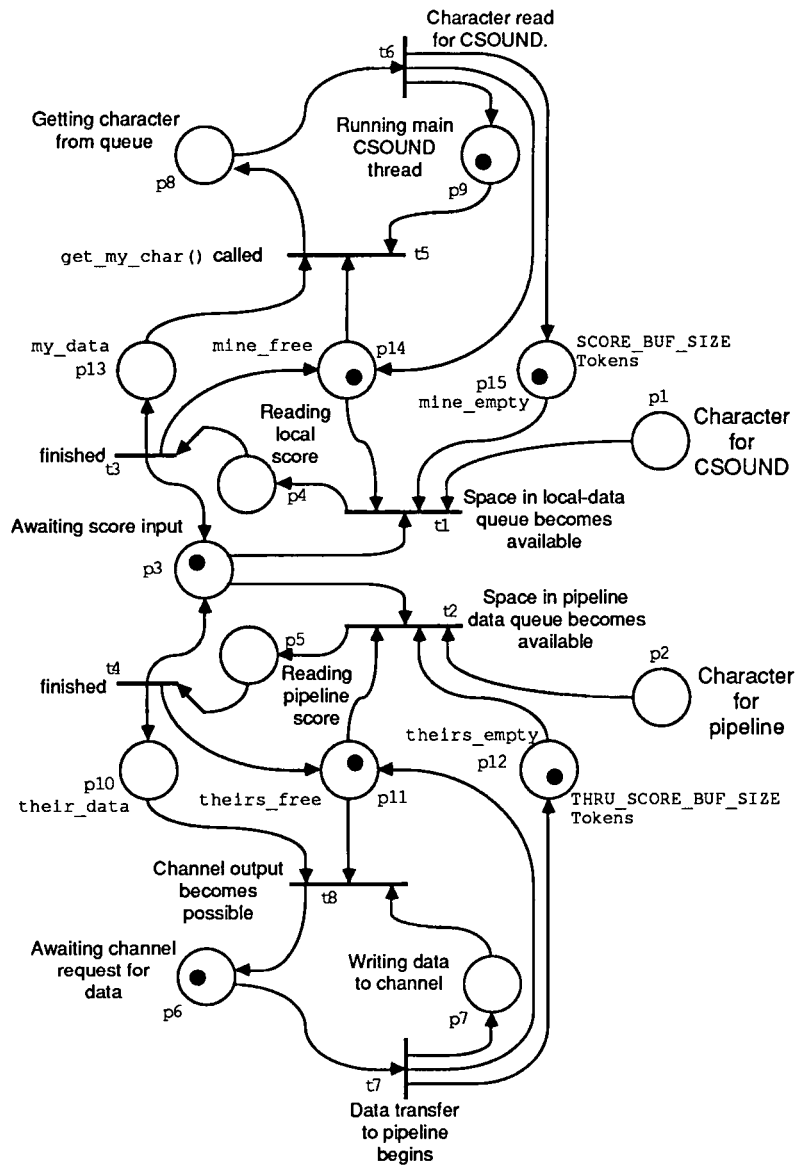 Character read
for CSOUND.
t6
Getting character
from queue
p8
Running main
CSOUND
thread
p9
get_my_char() called
t5
my_data
p13
mine_free
p14
SCORE_BUF_SIZE
Tokens
p15
mine_empty
p1
Character
for
CSOUND
Reading
local
score
finished
t3
p4
t1
Space in local-data
queue becomes
available
Awaiting score input
p3
Space in pipeline
data queue becomes
available
t2
p5
p2
Character
for
pipeline
t4
finished
Reading
pipeline
score
theirs_empty
p12
p10
their_data
theirs_free
p11
THRU_SCORE_BUF_SIZE
Tokens
Channel output
becomes
possible
t8
Awaiting channel
request for
data
p6
Writing data
to channel
p7
t7
Data transfer
to pipeline
begins